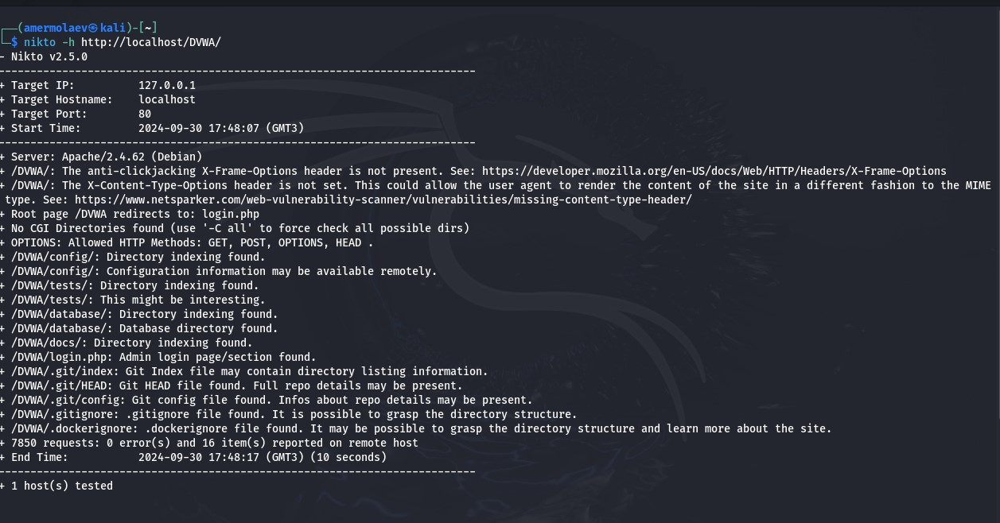 ┌──(amermolaev㉿kali)-[~]
└─$ nikto -h http://localhost/DVWA/
- Nikto v2.5.0
---------------------------------------------------------------------------
+ Target IP:          127.0.0.1
+ Target Hostname:    localhost
+ Target Port:        80
+ Start Time:         2024-09-30 17:48:07 (GMT3)
---------------------------------------------------------------------------
+ Server: Apache/2.4.62 (Debian)
+ /DVWA/: The anti-clickjacking X-Frame-Options header is not present. See: https://developer.mozilla.org/en-US/docs/Web/HTTP/Headers/X-Frame-Options
+ /DVWA/: The X-Content-Type-Options header is not set. This could allow the user agent to render the content of the site in a different fashion to the MIME
 type. See: https://www.netsparker.com/web-vulnerability-scanner/vulnerabilities/missing-content-type-header/
+ Root page /DVWA redirects to: login.php
+ No CGI Directories found (use '-C all' to force check all possible dirs)
+ OPTIONS: Allowed HTTP Methods: GET, POST, OPTIONS, HEAD .
+ /DVWA/config/: Directory indexing found.
+ /DVWA/config/: Configuration information may be available remotely.
+ /DVWA/tests/: Directory indexing found.
+ /DVWA/tests/: This might be interesting.
+ /DVWA/database/: Directory indexing found.
+ /DVWA/database/: Database directory found.
+ /DVWA/docs/: Directory indexing found.
+ /DVWA/login.php: Admin login page/section found.
+ /DVWA/.git/index: Git Index file may contain directory listing information.
+ /DVWA/.git/HEAD: Git HEAD file found. Full repo details may be present.
+ /DVWA/.git/config: Git config file found. Infos about repo details may be present.
+ /DVWA/.gitignore: .gitignore file found. It is possible to grasp the directory structure.
+ /DVWA/.dockerignore: .dockerignore file found. It may be possible to grasp the directory structure and learn more about the site.
+ 7850 requests: 0 error(s) and 16 item(s) reported on remote host
+ End Time:           2024-09-30 17:48:17 (GMT3) (10 seconds)
---------------------------------------------------------------------------
+ 1 host(s) tested